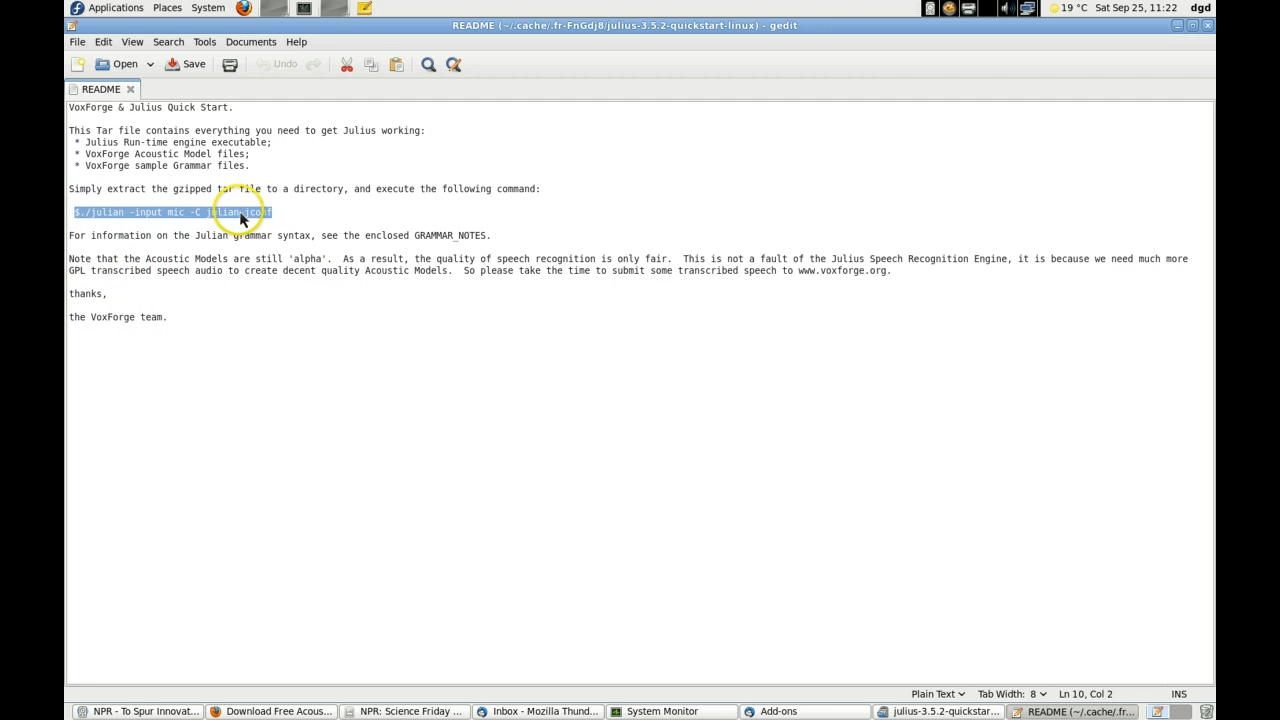 Applications Places System 19 °C Sat Sep 25, 11:22 dgd
README (~/.cache/.fr-FnGdj8/julius-3.5.2-quickstart-linux) - gedit
File Edit View Search Tools Documents Help
Open Save Undo
README
VoxForge & Julius Quick Start.
This Tar file contains everything you need to get Julius working:
* Julius Run-time engine executable;
* VoxForge Acoustic Model files;
* VoxForge sample Grammar files.
Simply extract the gzipped tar file to a directory, and execute the following command:
$./julian -input mic -C julian.jconf
For information on the Julian grammar syntax, see the enclosed GRAMMAR_NOTES.
Note that the Acoustic Models are still 'alpha'.  As a result, the quality of speech recognition is only fair.  This is not a fault of the Julius Speech Recognition Engine, it is because we need much more
GPL transcribed speech audio to create decent quality Acoustic Models.  So please take the time to submit some transcribed speech to www.voxforge.org.
thanks,
the VoxForge team.
Plain Text Tab Width: 8 Ln 10, Col 2 INS
NPR - To Spur Innovat... Download Free Acous... NPR: Science Friday ... Inbox - Mozilla Thund... System Monitor Add-ons julius-3.5.2-quickstar... README (~/.cache/.fr...